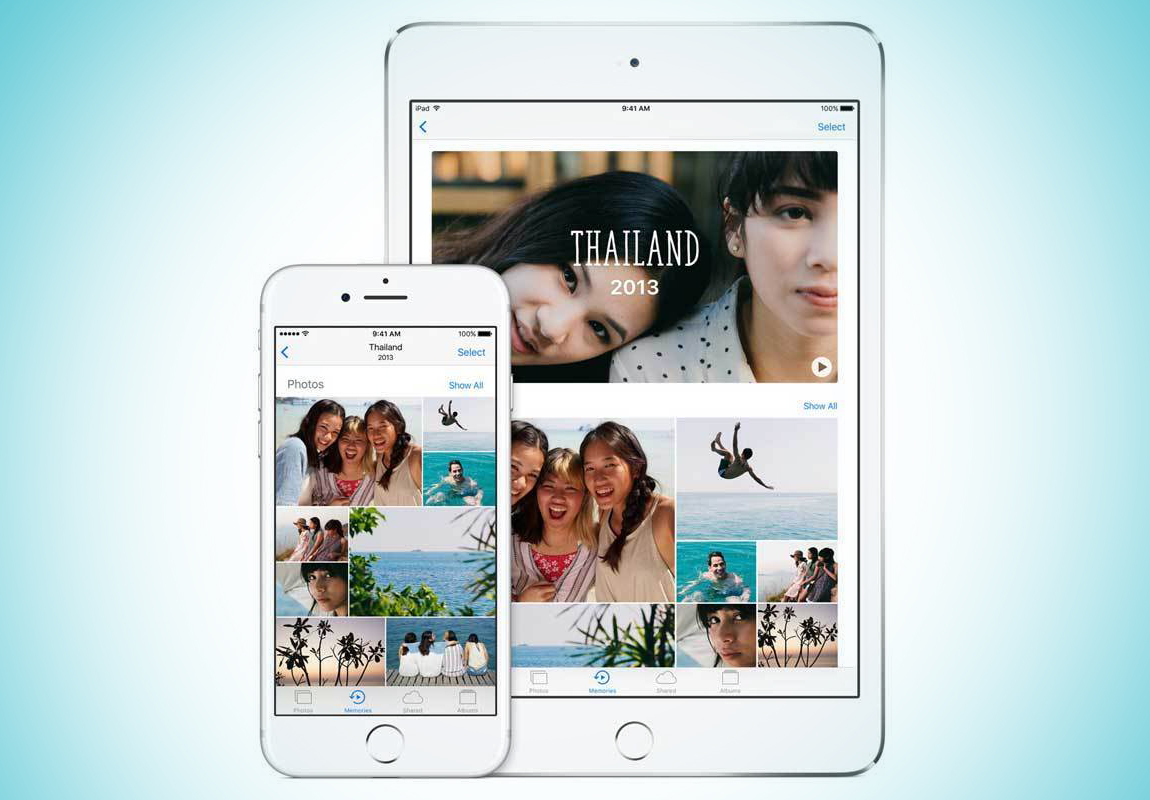 iPad
9:41 AM
100%
Select
THAILAND
2013
Show All
Photos
Memories
Shared
Albums
9:41 AM
100%
Thailand
2013
Select
Photos
Show All
Photos
Memories
Shared
Albums